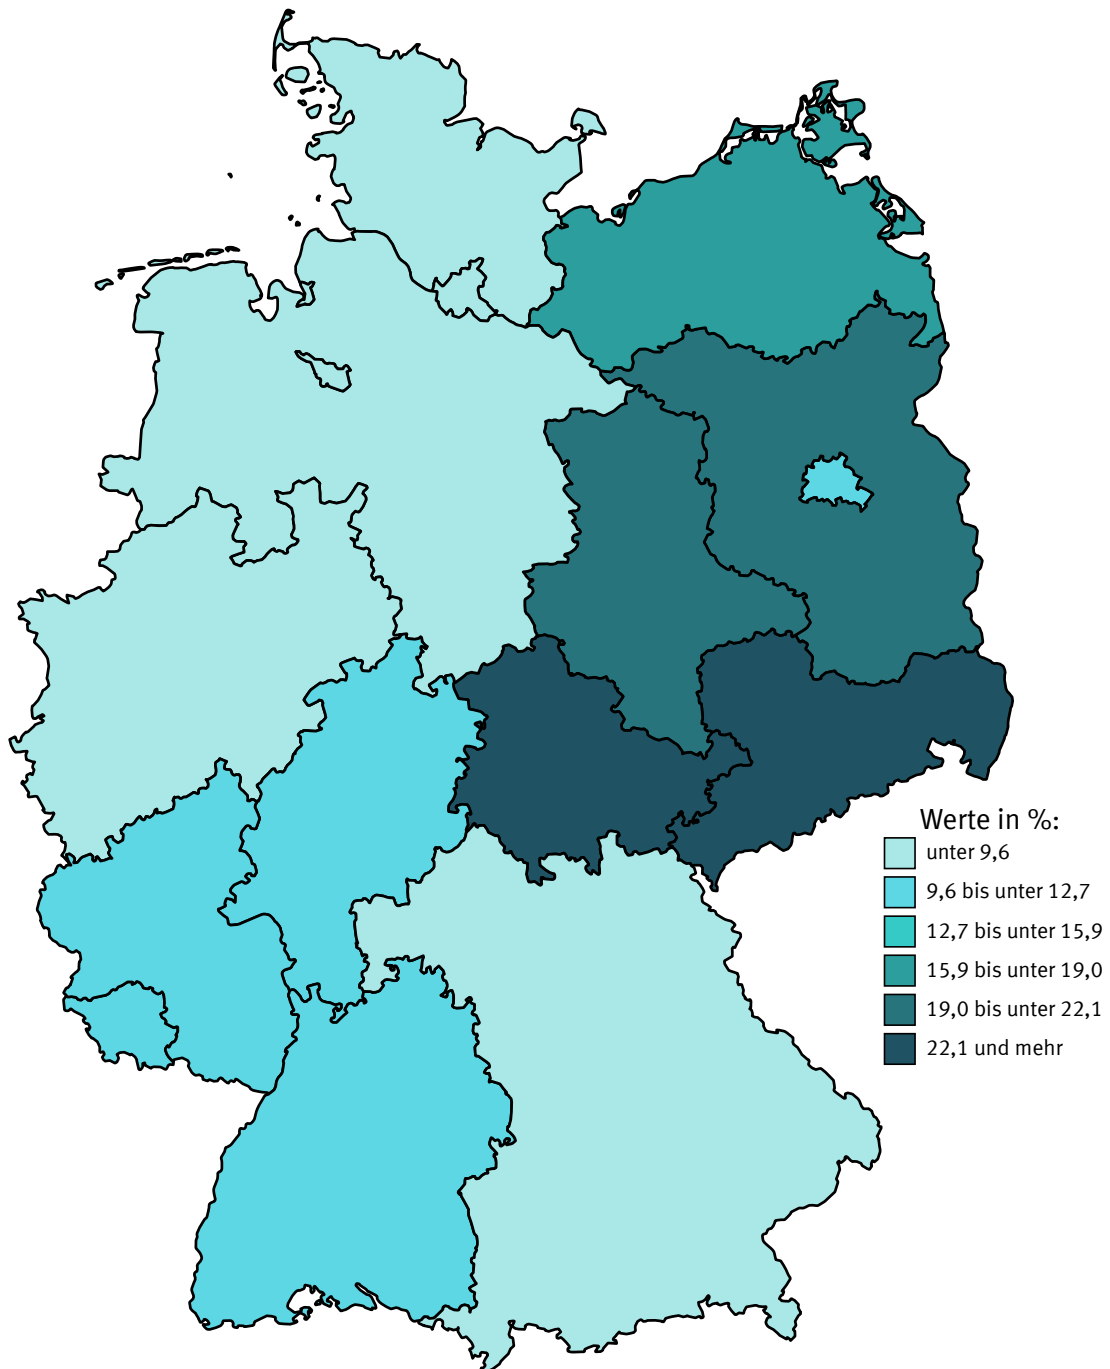 Werte in %:
unter 9,6
9,6 bis unter 12,7
12,7 bis unter 15,9
15,9 bis unter 19,0
19,0 bis unter 22,1
22,1 und mehr